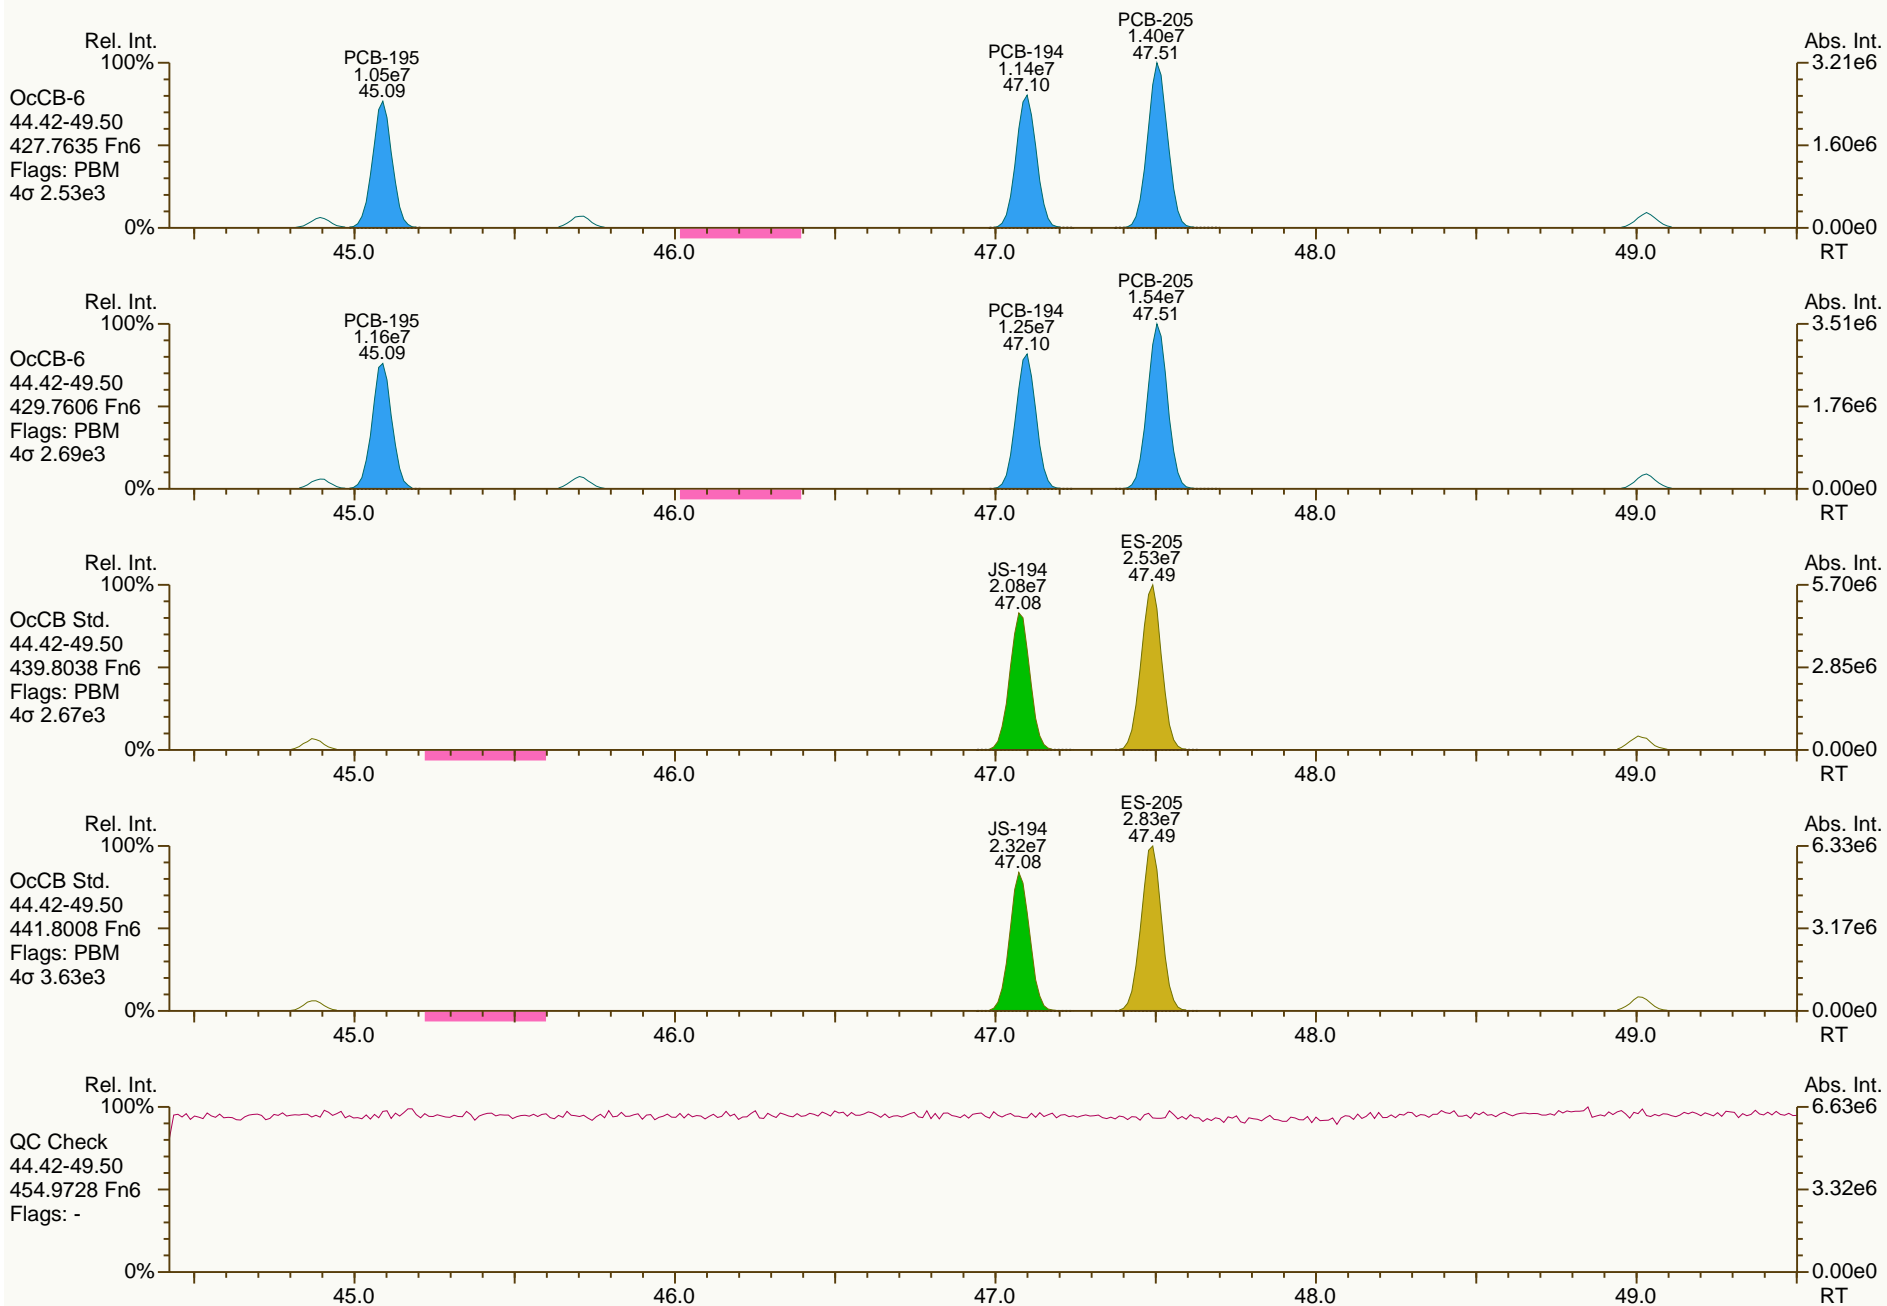 PCB-205
1.40e7
47.51
PCB-194
1.14e7
47.10
PCB-195
1.05e7
45.09
Rel. Int.
Abs. Int.
100%
3.21e6
OcCB-6
44.42-49.50
427.7635 Fn6
Flags: PBM
4σ 2.53e3
1.60e6
0%
0.00e0
45.0 46.0 47.0 48.0 49.0 RT
PCB-205
1.54e7
47.51
PCB-194
1.25e7
47.10
PCB-195
1.16e7
45.09
Rel. Int.
Abs. Int.
100%
3.51e6
OcCB-6
44.42-49.50
429.7606 Fn6
Flags: PBM
4σ 2.69e3
1.76e6
0%
0.00e0
45.0 46.0 47.0 48.0 49.0 RT
ES-205
2.53e7
47.49
JS-194
2.08e7
47.08
Rel. Int.
Abs. Int.
100%
5.70e6
OcCB Std.
44.42-49.50
439.8038 Fn6
Flags: PBM
4σ 2.67e3
2.85e6
0%
0.00e0
45.0 46.0 47.0 48.0 49.0 RT
ES-205
2.83e7
47.49
JS-194
2.32e7
47.08
Rel. Int.
Abs. Int.
100%
6.33e6
OcCB Std.
44.42-49.50
441.8008 Fn6
Flags: PBM
4σ 3.63e3
3.17e6
0%
0.00e0
45.0 46.0 47.0 48.0 49.0 RT
Rel. Int.
Abs. Int.
100%
6.63e6
QC Check
44.42-49.50
454.9728 Fn6
Flags: -
3.32e6
0%
0.00e0
45.0 46.0 47.0 48.0 49.0 RT